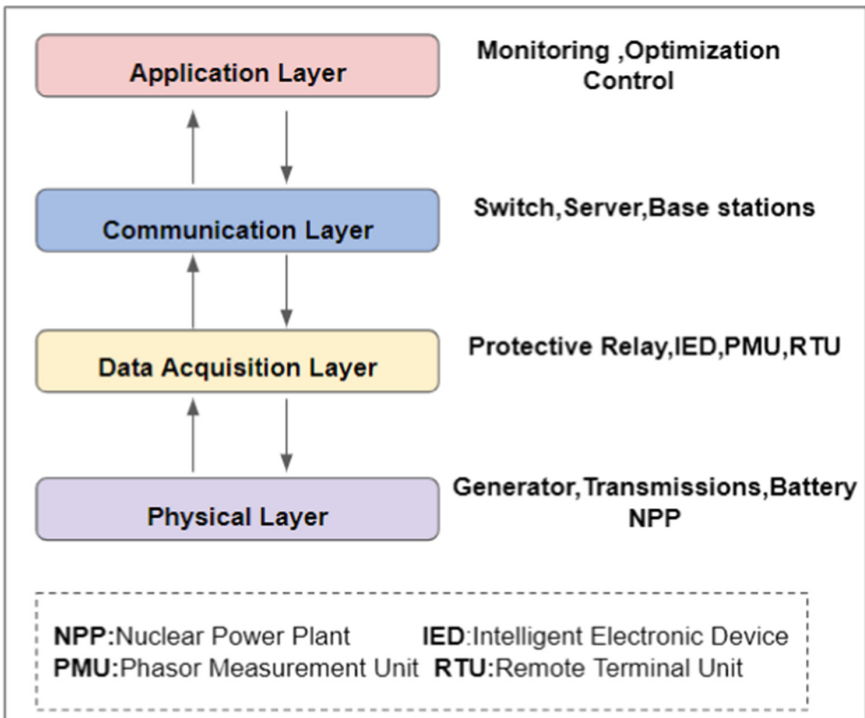 Application Layer
Monitoring ,Optimization
Control
Communication Layer
Switch,Server,Base stations
Data Acquisition Layer
Protective Relay,IED,PMU,RTU
Physical Layer
Generator,Transmissions,Battery
NPP
NPP:Nuclear Power Plant IED:Intelligent Electronic Device
PMU:Phasor Measurement Unit RTU:Remote Terminal Unit